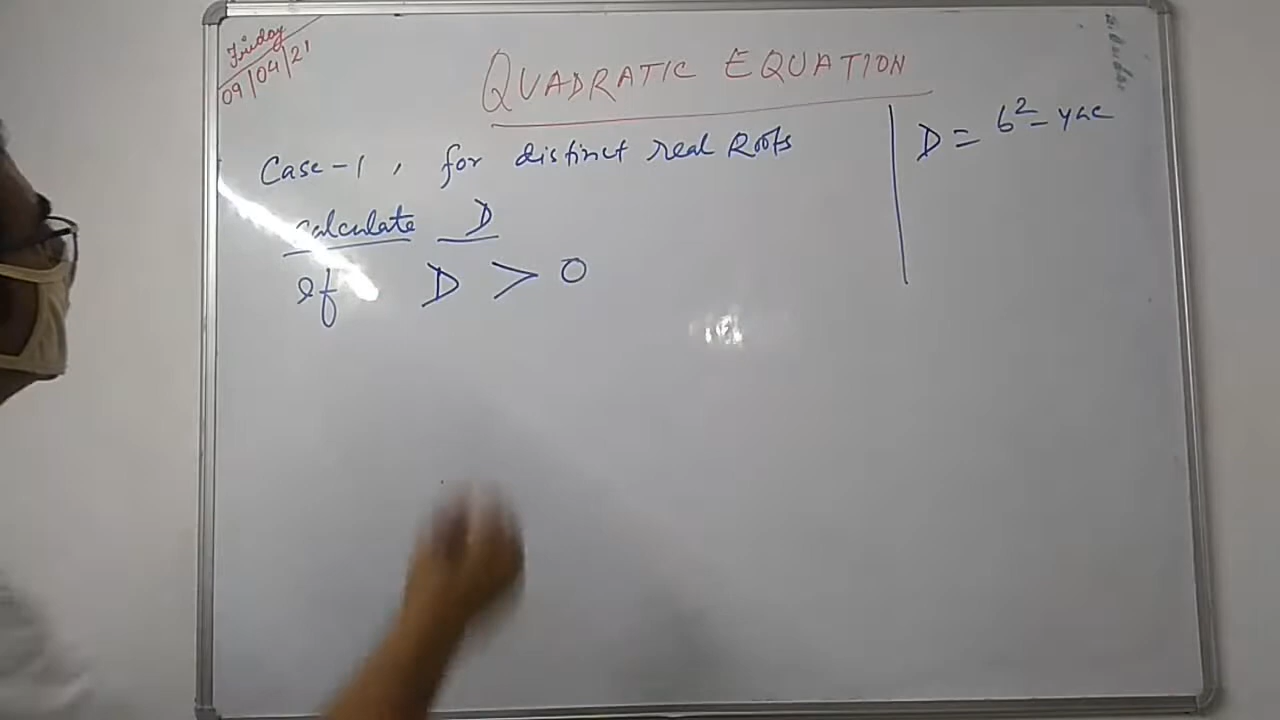 Friday
09/04/21
QUADRATIC EQUATION
Case-1, for distinct real Roots
D = b²-4ac
calculate D
if D > 0